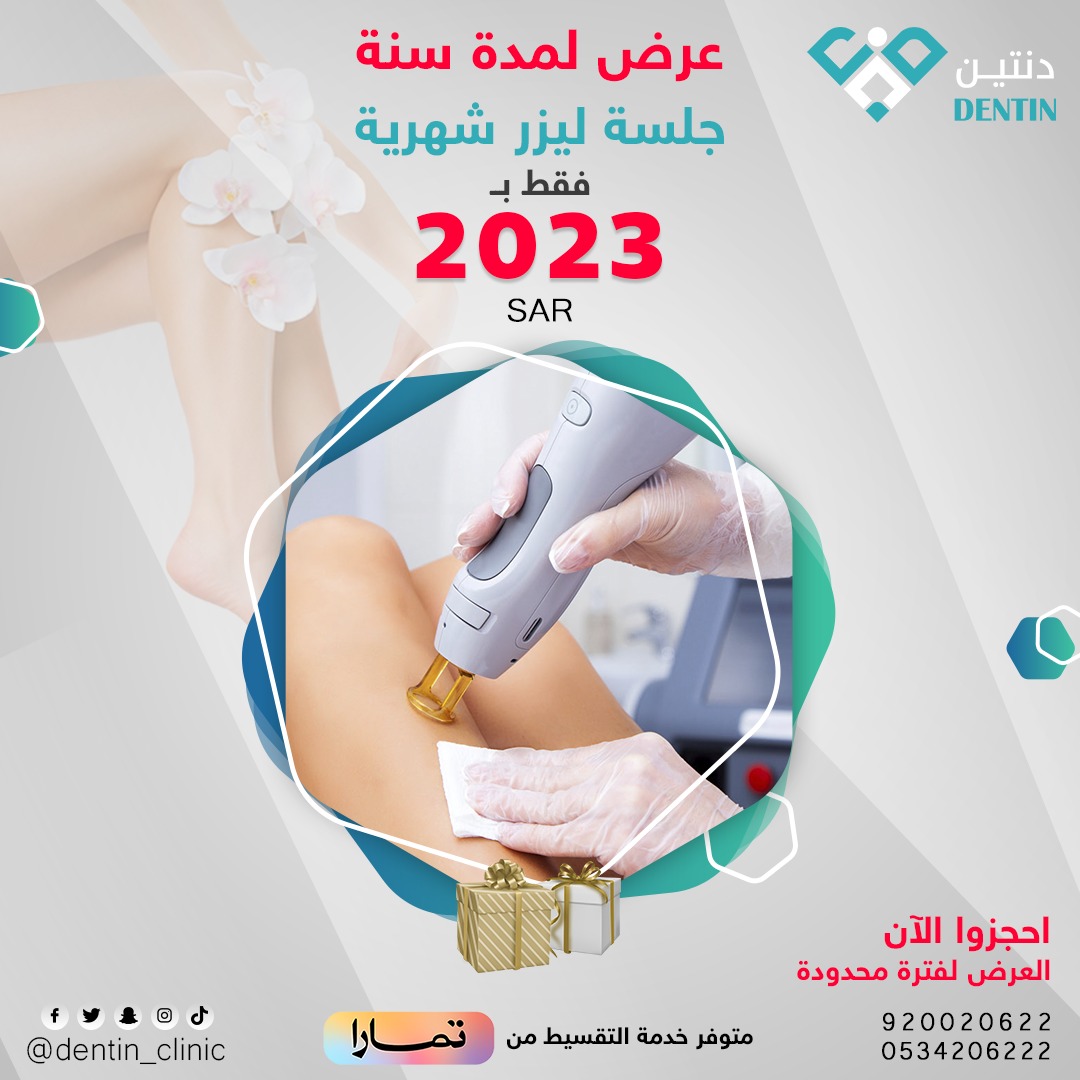 عرض لمدة سنة
جلسة ليزر شهرية
فقط بـ
2023
SAR
دنتين
DENTIN
احجزوا الآن
العرض لفترة محدودة
920020622
0534206222
متوفر خدمة التقسيط من تمارا
@dentin_clinic